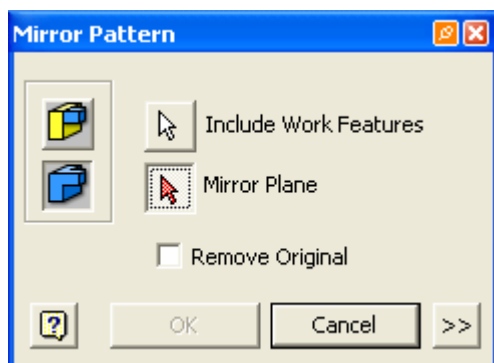 Mirror Pattern
Include Work Features
Mirror Plane
Remove Original
?
OK
Cancel
>>